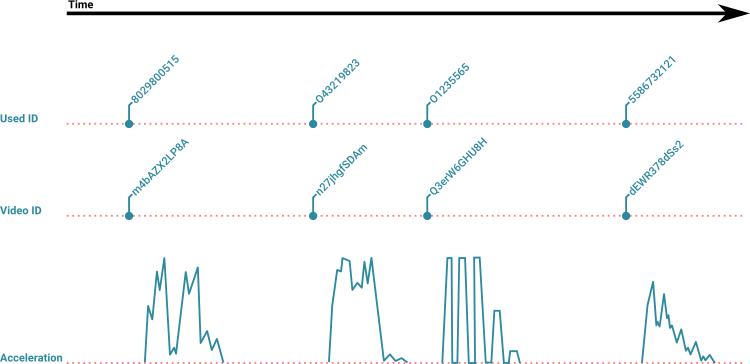 Time
8029800515
O43219823
O1235565
5586732121
Used ID
m4bAZX2LP8A
n27jhgfSDAm
Q3erW6GHU8H
dEWR378dSs2
Video ID
Acceleration